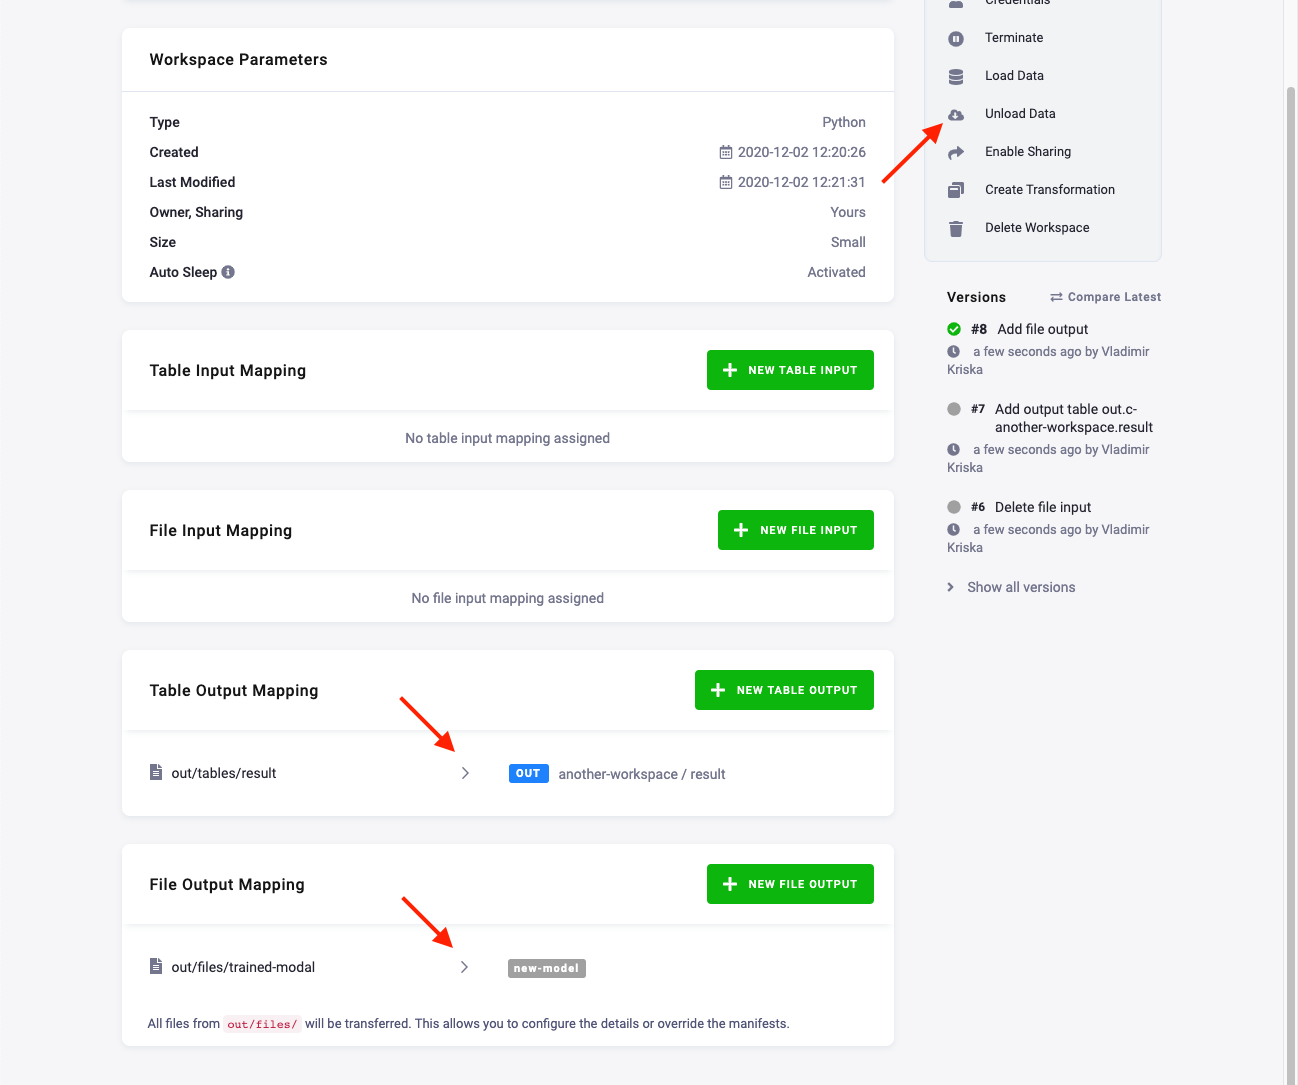 Workspace Parameters
Type
Python
Created
2020-12-02 12:20:26
Last Modified
2020-12-02 12:21:31
Owner, Sharing
Yours
Size
Small
Auto Sleep
Activated
Table Input Mapping
NEW TABLE INPUT
No table input mapping assigned
File Input Mapping
NEW FILE INPUT
No file input mapping assigned
Table Output Mapping
NEW TABLE OUTPUT
out/tables/result
OUT another-workspace / result
File Output Mapping
NEW FILE OUTPUT
out/files/trained-modal
new-model
All files from out/files/ will be transferred. This allows you to configure the details or override the manifests.
Credentials
Terminate
Load Data
Unload Data
Enable Sharing
Create Transformation
Delete Workspace
Versions
Compare Latest
#8 Add file output
a few seconds ago by Vladimir
Kriska
#7 Add output table out.c-
another-workspace.result
a few seconds ago by Vladimir
Kriska
#6 Delete file input
a few seconds ago by Vladimir
Kriska
Show all versions